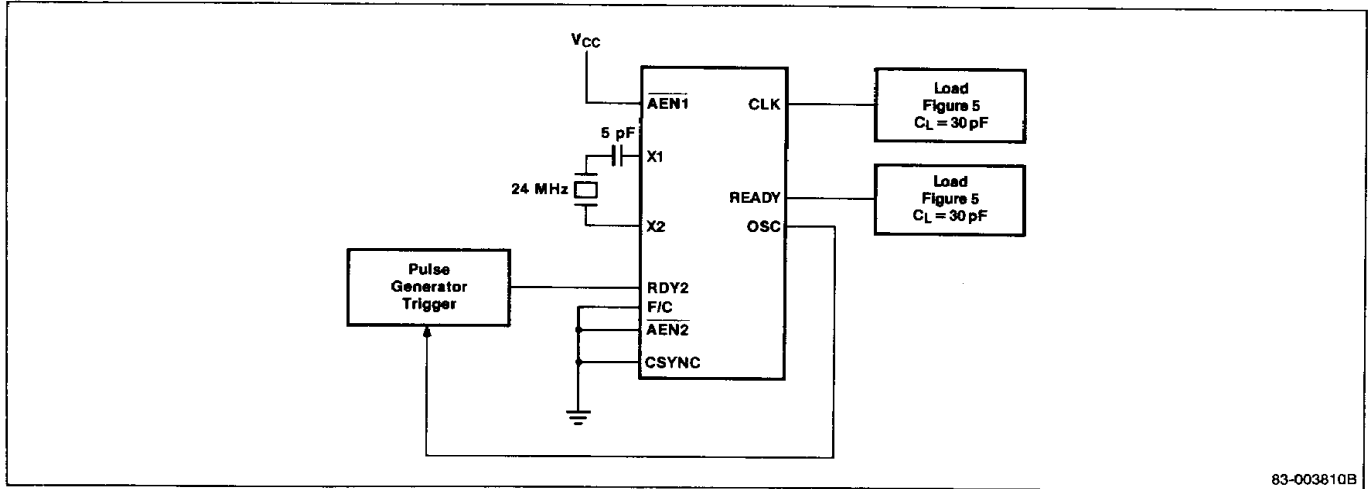 VCC
AEN1
CLK
Load
Figure 5
CL = 30 pF
5 pF
X1
24 MHz
READY
Load
Figure 5
CL = 30 pF
X2
OSC
Pulse
Generator
Trigger
RDY2
F/C
AEN2
CSYNC
83-003810B